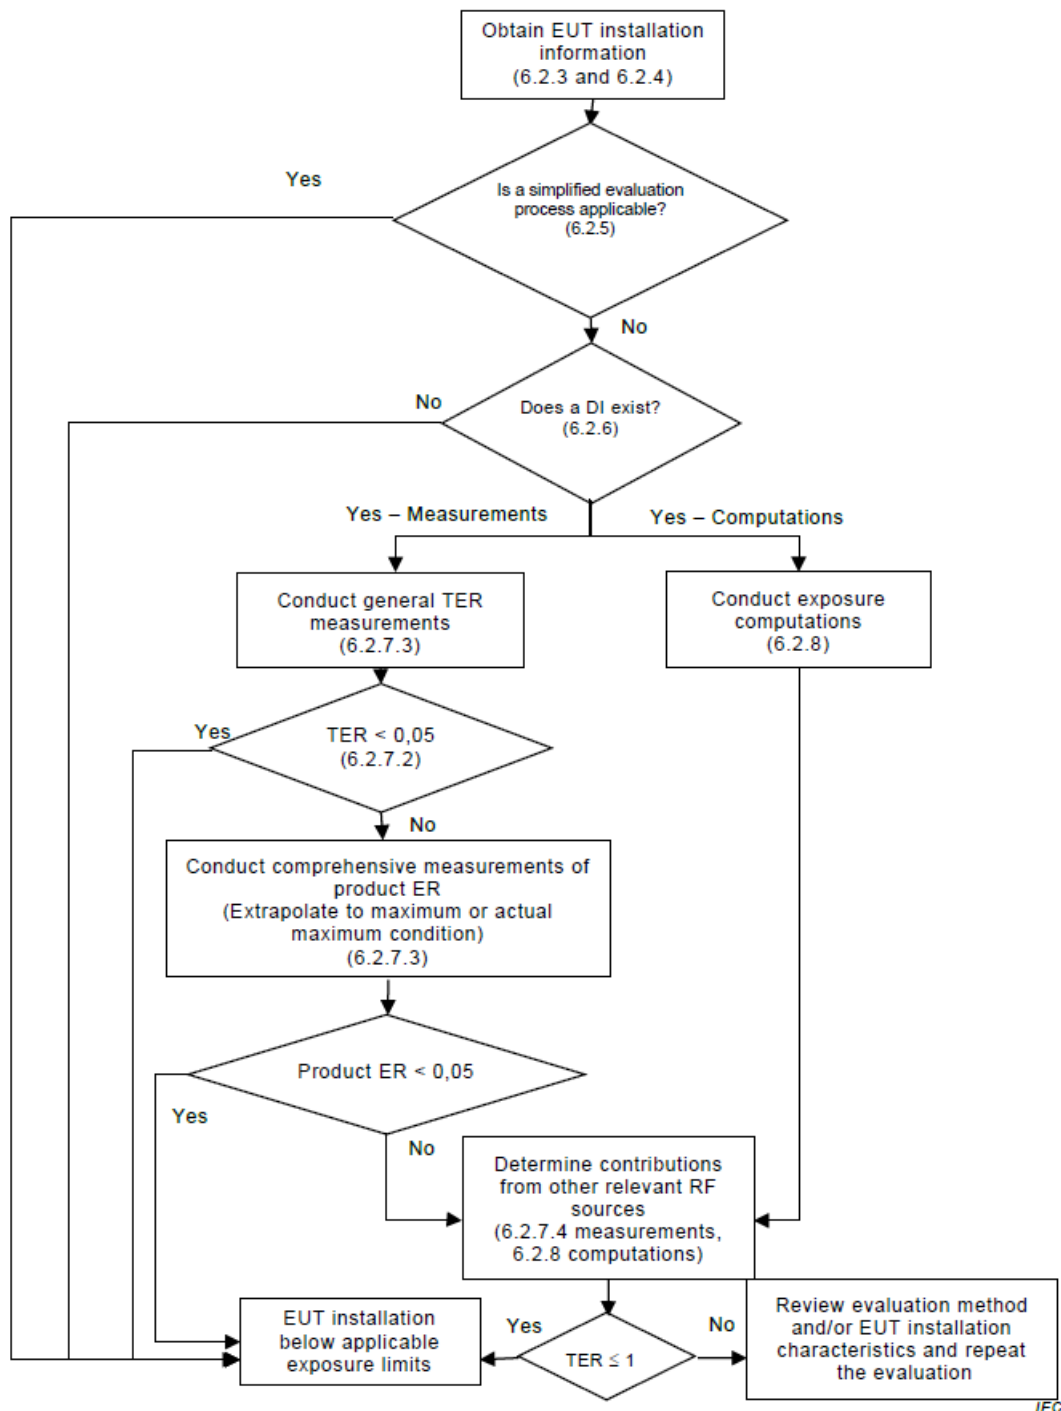 Obtain EUT installation
information
(6.2.3 and 6.2.4)
Yes
Is a simplified evaluation
process applicable?
(6.2.5)
No
No
Does a DI exist?
(6.2.6)
Yes – Measurements
Yes – Computations
Conduct general TER
measurements
(6.2.7.3)
Conduct exposure
computations
(6.2.8)
Yes
TER < 0,05
(6.2.7.2)
No
Conduct comprehensive measurements of
product ER
(Extrapolate to maximum or actual
maximum condition)
(6.2.7.3)
Product ER < 0,05
Yes
No
Determine contributions
from other relevant RF
sources
(6.2.7.4 measurements,
6.2.8 computations)
EUT installation
below applicable
exposure limits
Yes
TER ≤ 1
No
Review evaluation method
and/or EUT installation
characteristics and repeat
the evaluation
IEC